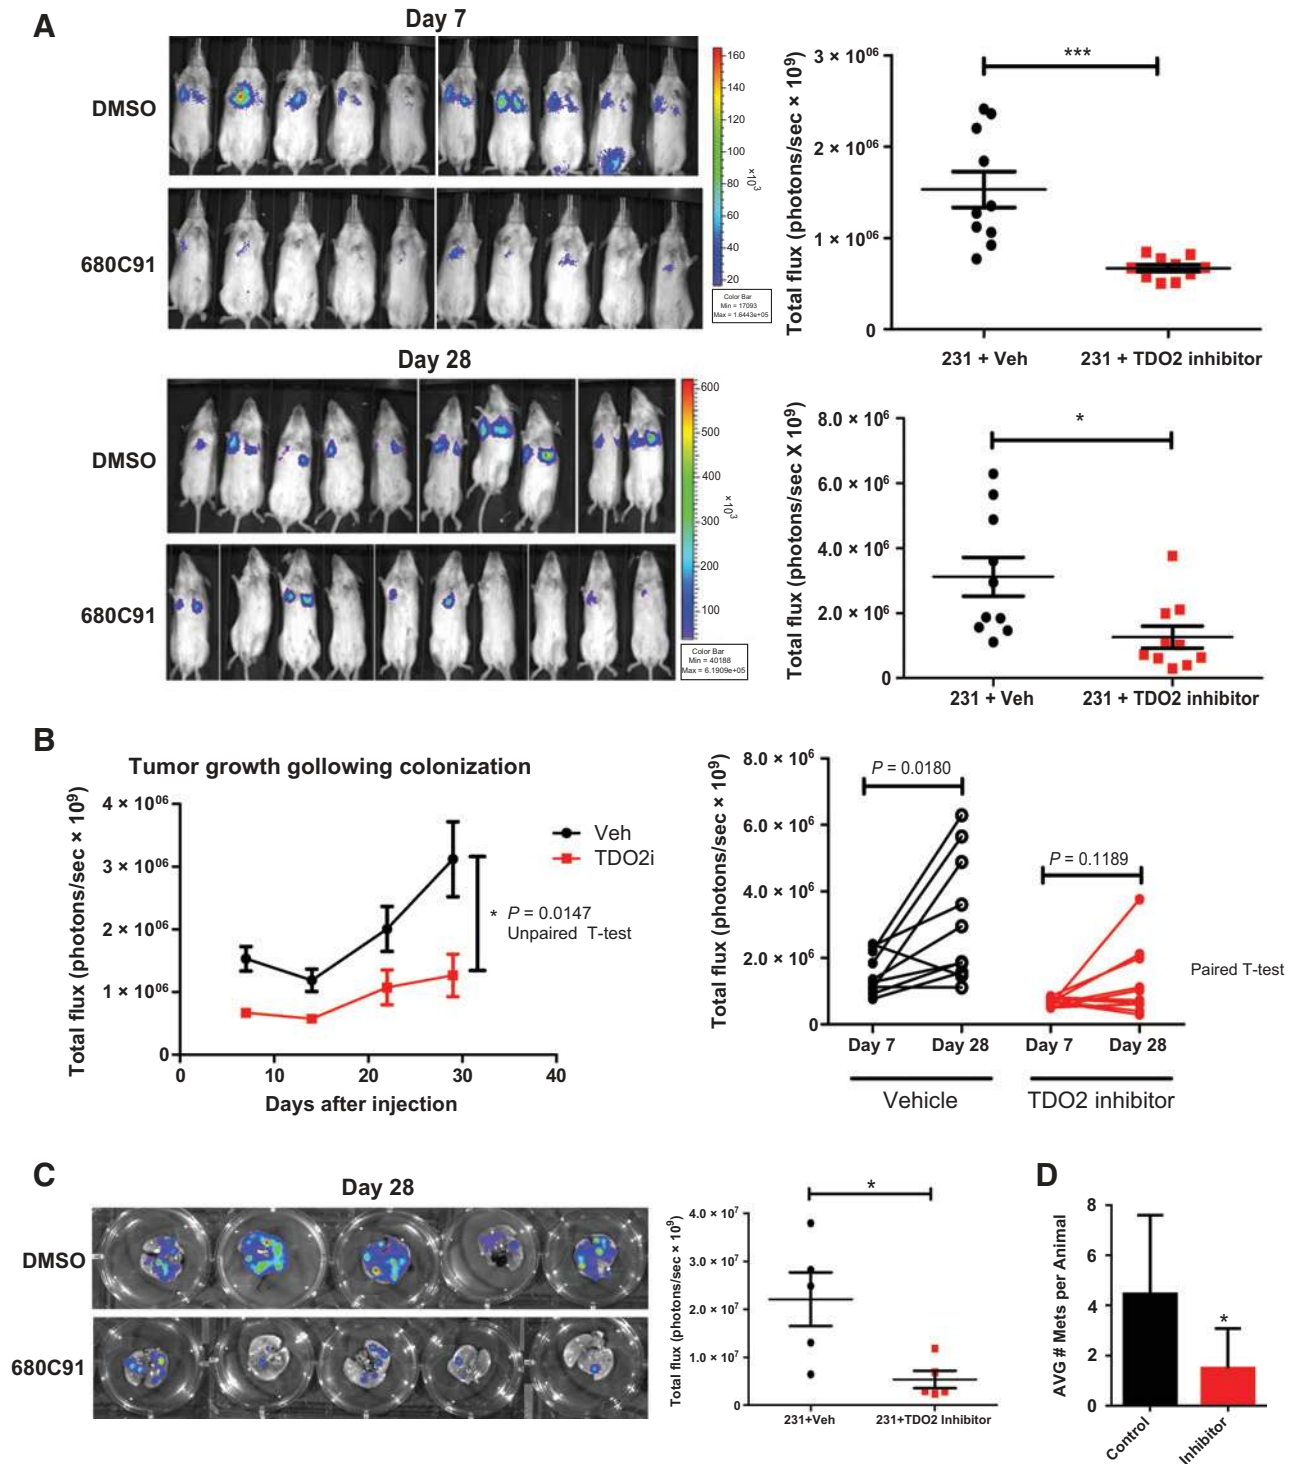 A
Day 7
DMSO
680C91
160
140
120
100
80
60
40
20
×10³
Color Bar
Min = 17093
Max = 1.6443e+05
Total flux (photons/sec × 10⁹)
3 × 10⁰⁶
2 × 10⁰⁶
1 × 10⁰⁶
0
***
231 + Veh
231 + TDO2 inhibitor
Day 28
DMSO
680C91
600
500
400
300
200
100
×10³
Color Bar
Min = 40188
Max = 6.1909e+05
Total flux (photons/sec X 10⁹)
8.0 × 10⁶
6.0 × 10⁶
4.0 × 10⁶
2.0 × 10⁶
0
*
231 + Veh
231 + TDO2 inhibitor
B
Tumor growth gollowing colonization
Total flux (photons/sec × 10⁹)
4 × 10⁰⁶
3 × 10⁰⁶
2 × 10⁰⁶
1 × 10⁰⁶
0
0
10
20
30
40
Days after injection
Veh
TDO2i
* P = 0.0147
Unpaired T-test
Total flux (photons/sec × 10⁹)
8.0 × 10⁶
6.0 × 10⁶
4.0 × 10⁶
2.0 × 10⁶
0
P = 0.0180
P = 0.1189
Paired T-test
Day 7
Day 28
Day 7
Day 28
Vehicle
TDO2 inhibitor
C
Day 28
DMSO
680C91
Total flux (photons/sec × 10⁹)
4.0 × 10⁷
3.0 × 10⁷
2.0 × 10⁷
1.0 × 10⁷
0
*
231+Veh
231+TDO2 Inhibitor
D
AVG # Mets per Animal
8
6
4
2
0
*
Control
Inhibitor